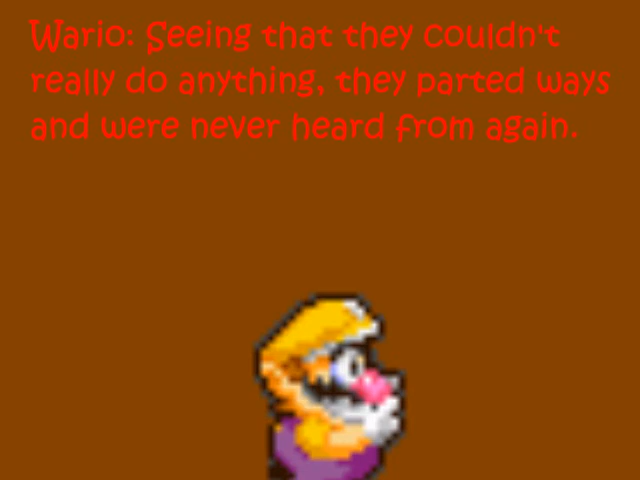 Wario: Seeing that they couldn't
really do anything, they parted ways
and were never heard from again.